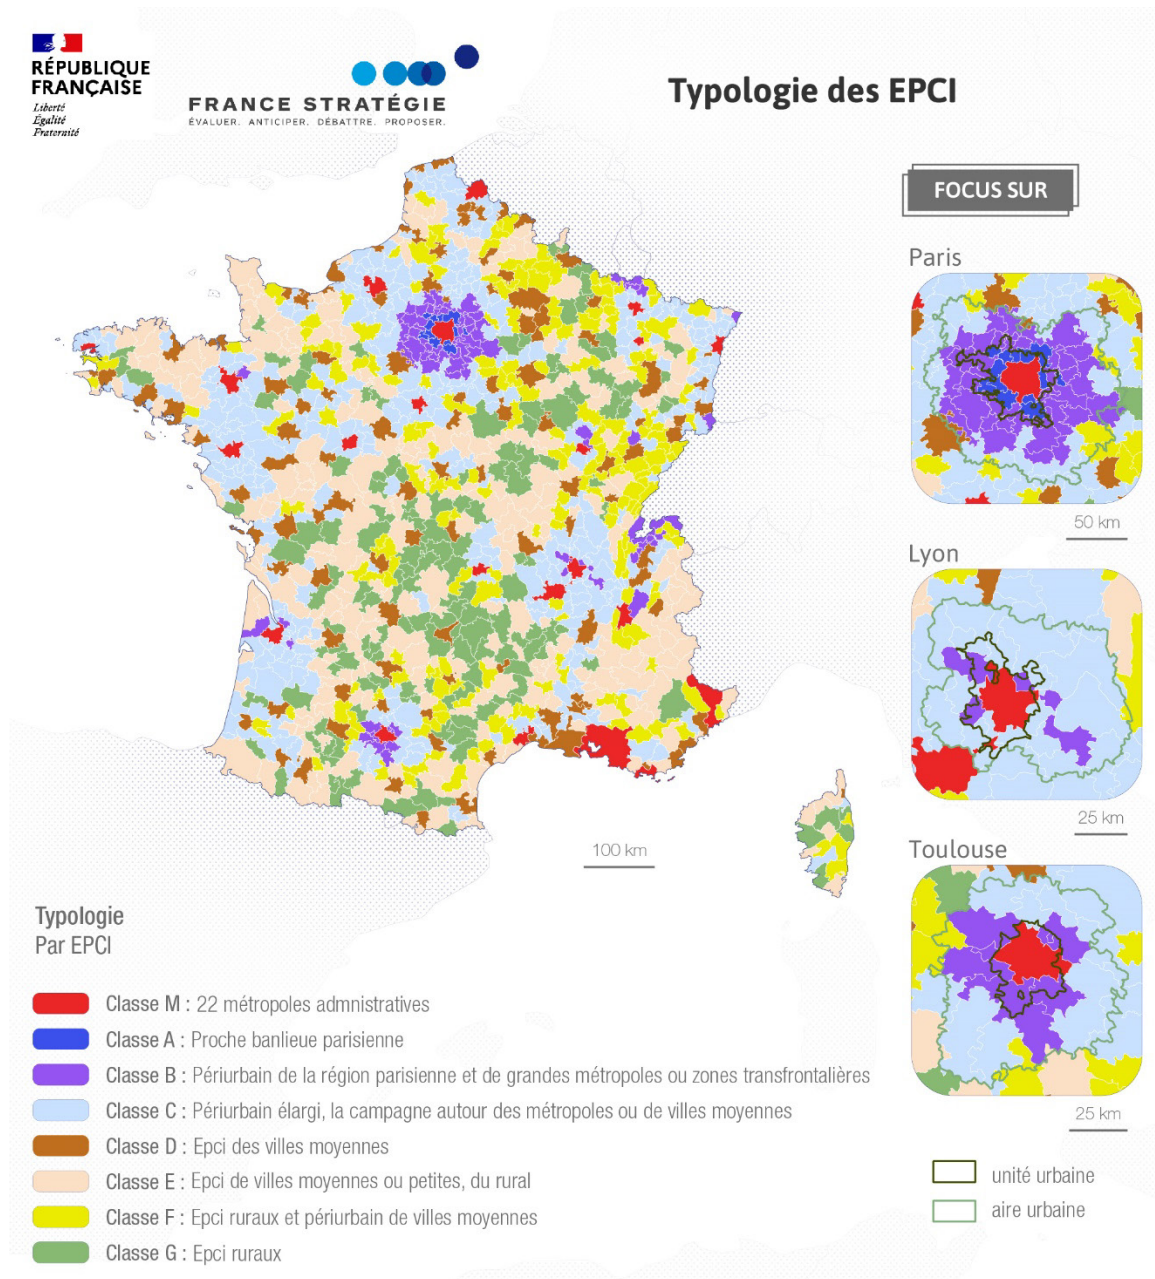 RÉPUBLIQUE
FRANÇAISE
Liberté
Égalité
Fraternité
FRANCE STRATÉGIE
ÉVALUER. ANTICIPER. DÉBATTRE. PROPOSER.
Typologie des EPCI
FOCUS SUR
Paris
50 km
Lyon
25 km
Toulouse
25 km
100 km
Typologie
Par EPCI
Classe M : 22 métropoles admnistratives
Classe A : Proche banlieue parisienne
Classe B : Périurbain de la région parisienne et de grandes métropoles ou zones transfrontalières
Classe C : Périurbain élargi, la campagne autour des métropoles ou de villes moyennes
Classe D : Epci des villes moyennes
Classe E : Epci de villes moyennes ou petites, du rural
Classe F : Epci ruraux et périurbain de villes moyennes
Classe G : Epci ruraux
unité urbaine
aire urbaine